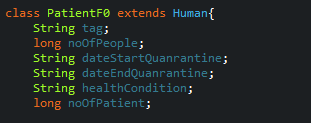 class PatientF0 extends Human{
String tag;
long noOfPeople;
String dateStartQuanrantine;
String dateEndQuanrantine;
String healthCondition;
long noOfPatient;